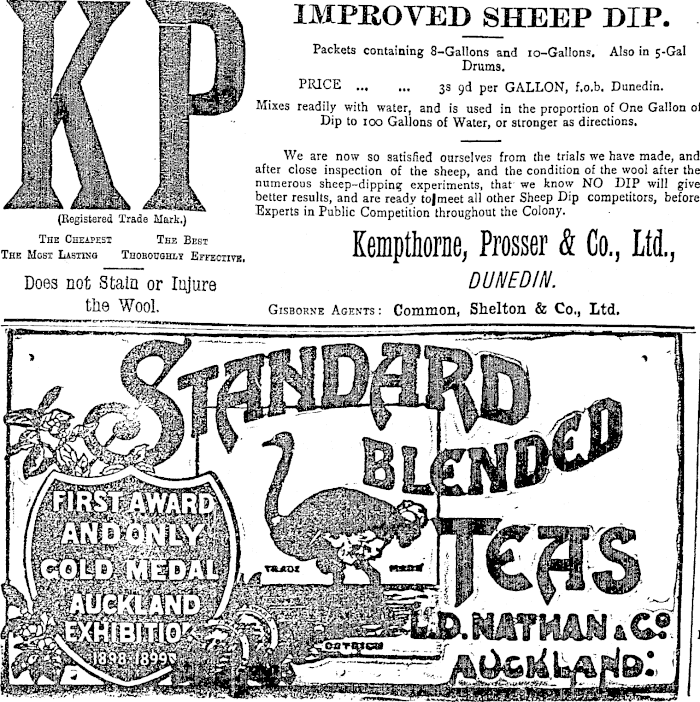 KP
(Registered Trade Mark.)
THE CHEAPEST THE BEST
THE MOST LASTING THOROUGHLY EFFECTIVE.
Does not Stain or Injure
the Wool.
IMPROVED SHEEP DIP.
Packets containing 8-Gallons and 10-Gallons. Also in 5-Gal
Drums.
PRICE ... ... 3s 9d per GALLON, f.o.b. Dunedin.
Mixes readily with water, and is used in the proportion of One Gallon of
Dip to 100 Gallons of Water, or stronger as directions.
We are now so satisfied ourselves from the trials we have made, and
after close inspection of the sheep, and the condition of the wool after the
numerous sheep-dipping experiments, that we know NO DIP will give
better results, and are ready to meet all other Sheep Dip competitors, before
Experts in Public Competition throughout the Colony.
Kempthorne, Prosser & Co., Ltd.,
DUNEDIN.
GISBORNE AGENTS: Common, Shelton & Co., Ltd.
STANDARD
BLENDED
TEAS
FIRST AWARD
AND ONLY
GOLD MEDAL
AUCKLAND
EXHIBITION
1898-1899
TRADE MARK
OSTRICH
L.D. NATHAN & Co
AUCKLAND: